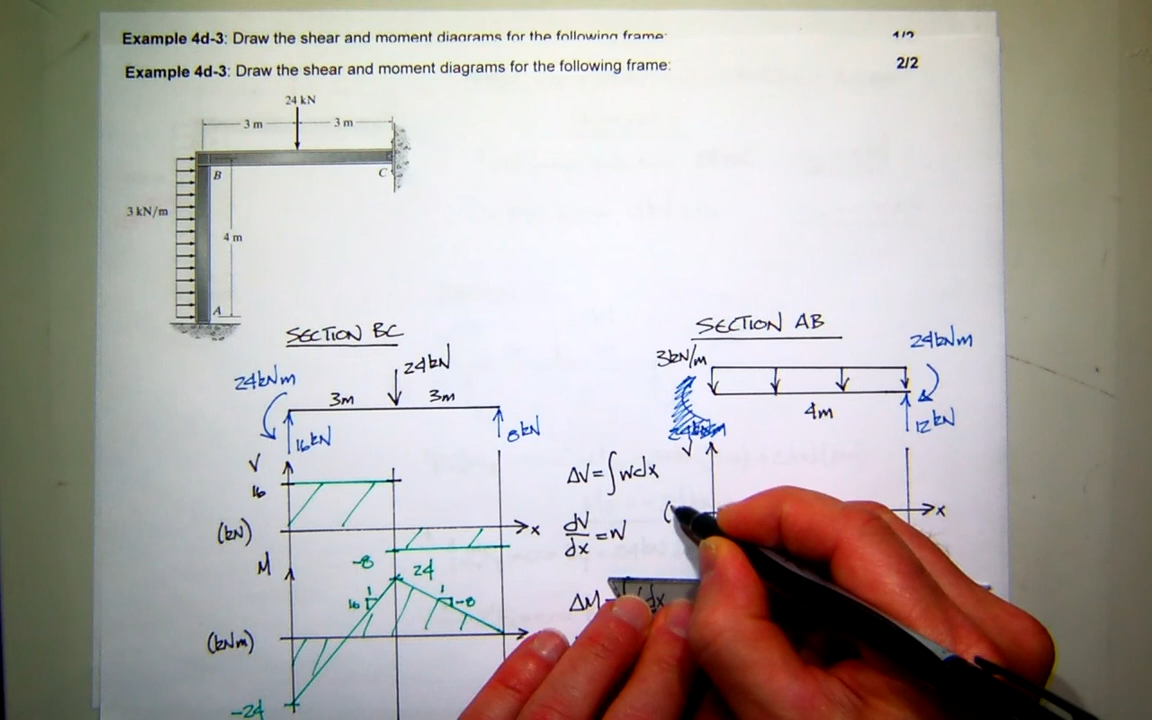 Example 4d-3: Draw the shear and moment diagrams for the following frame:
Example 4d-3: Draw the shear and moment diagrams for the following frame: 2/2
24 kN
3 m 3 m
B C
3 kN/m
4 m
A
SECTION BC
24kNm
24kN
3m 3m
16kN 8kN
V
16
(kN) x
-8
M 24
16 1 1 -8
(kNm)
-24
ΔV=∫wdx
dV/dx=W
ΔM
dx
SECTION AB
3kN/m 24kNm
4m
12kN
V
x